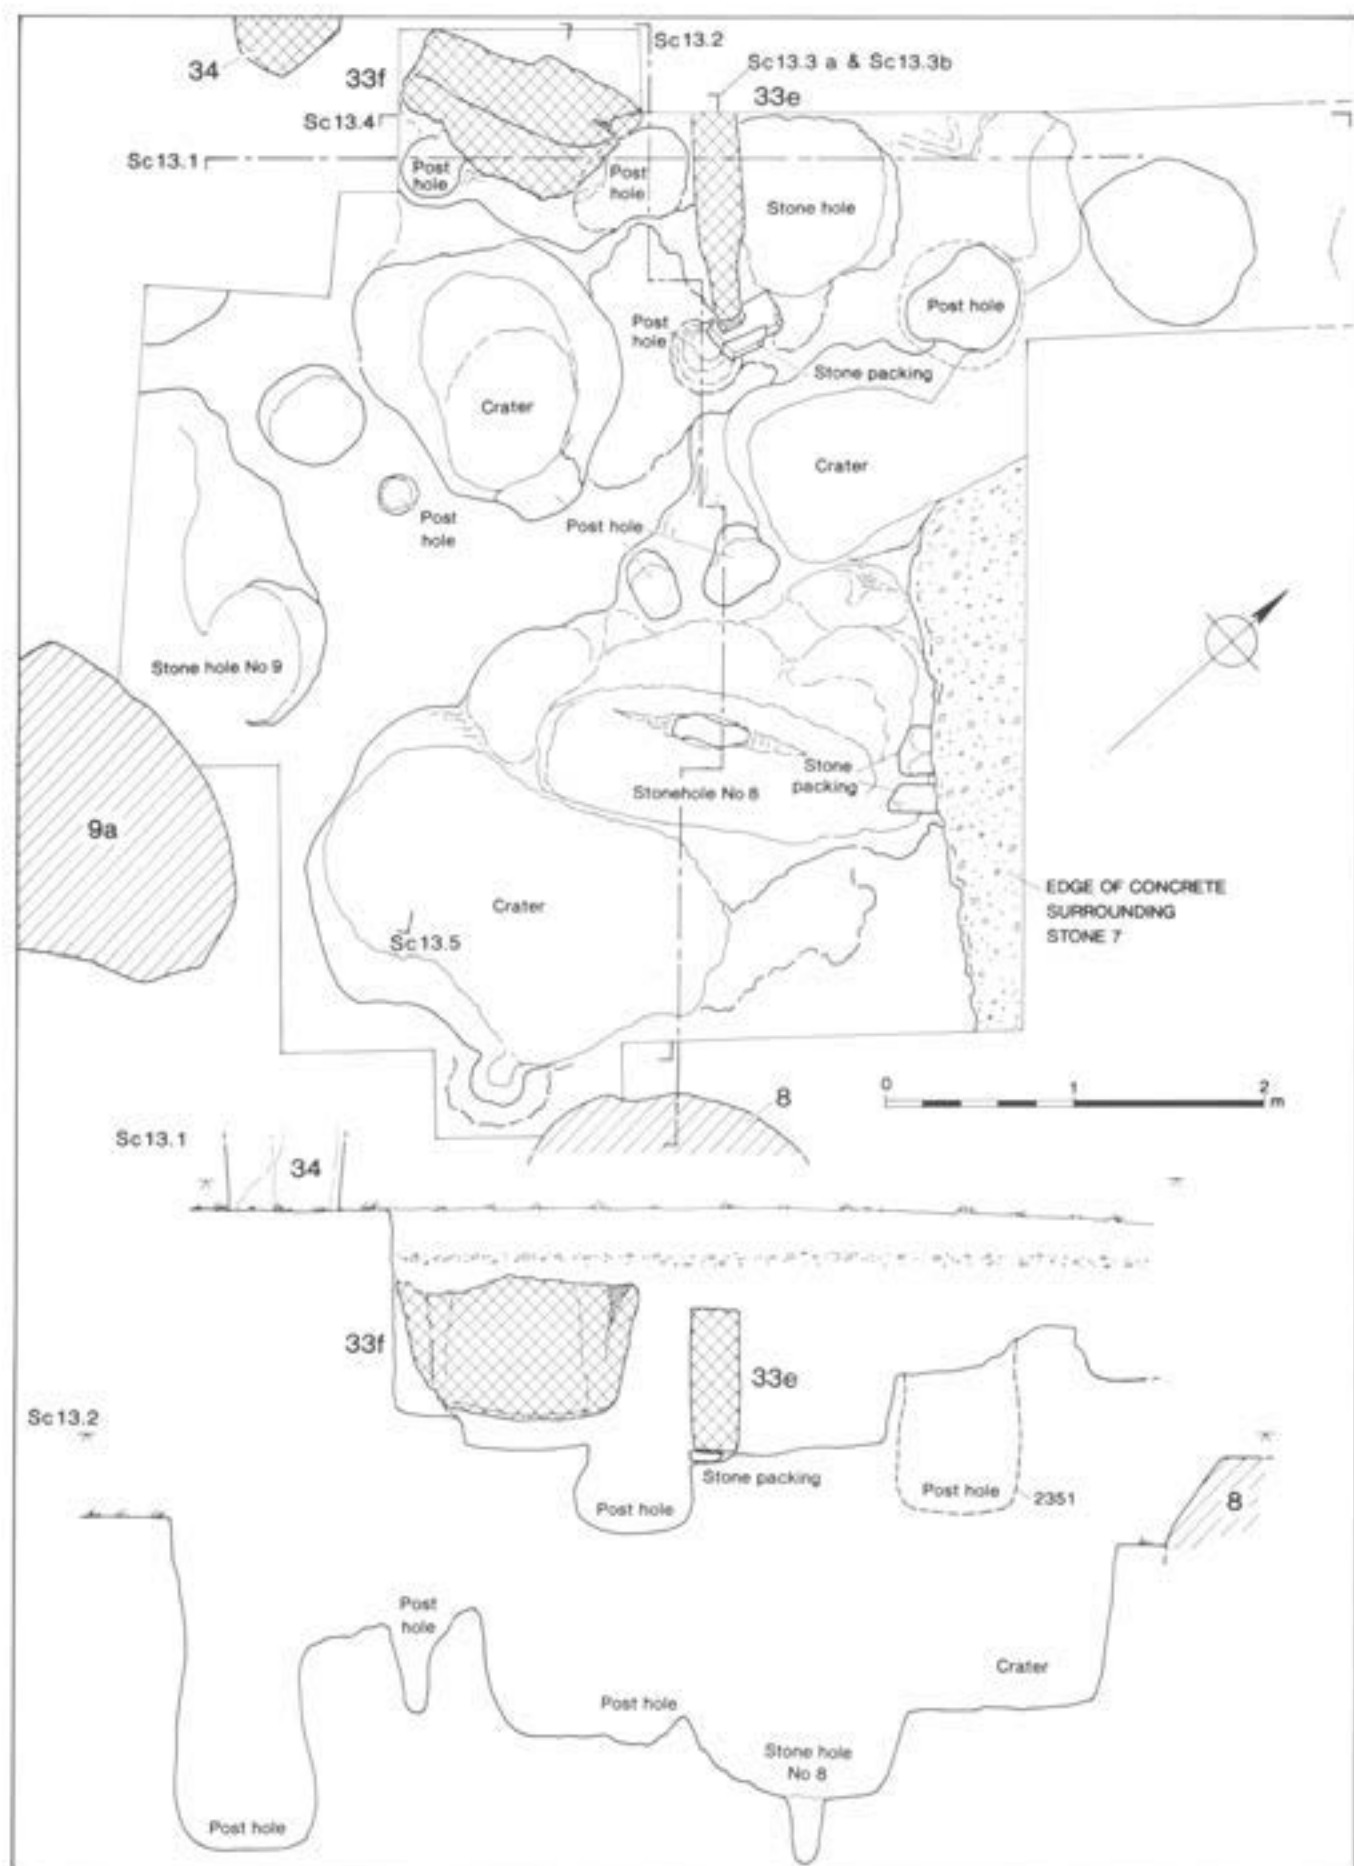 Sc13.2
Sc13.3 a & Sc13.3b
34
33f
33e
Sc13.4
Sc13.1
Post
hole
Post
hole
Stone hole
Post hole
Post
hole
Stone packing
Crater
Crater
Post
hole
Post hole
Stone hole No 9
Stone
packing
Stonehole No 8
9a
EDGE OF CONCRETE
SURROUNDING
STONE 7
Crater
Sc13.5
0 1 2 m
8
Sc13.1
34
33f
33e
Sc13.2
Stone packing
Post hole
Post hole
2351
8
Post
hole
Crater
Post hole
Stone hole
No 8
Post hole